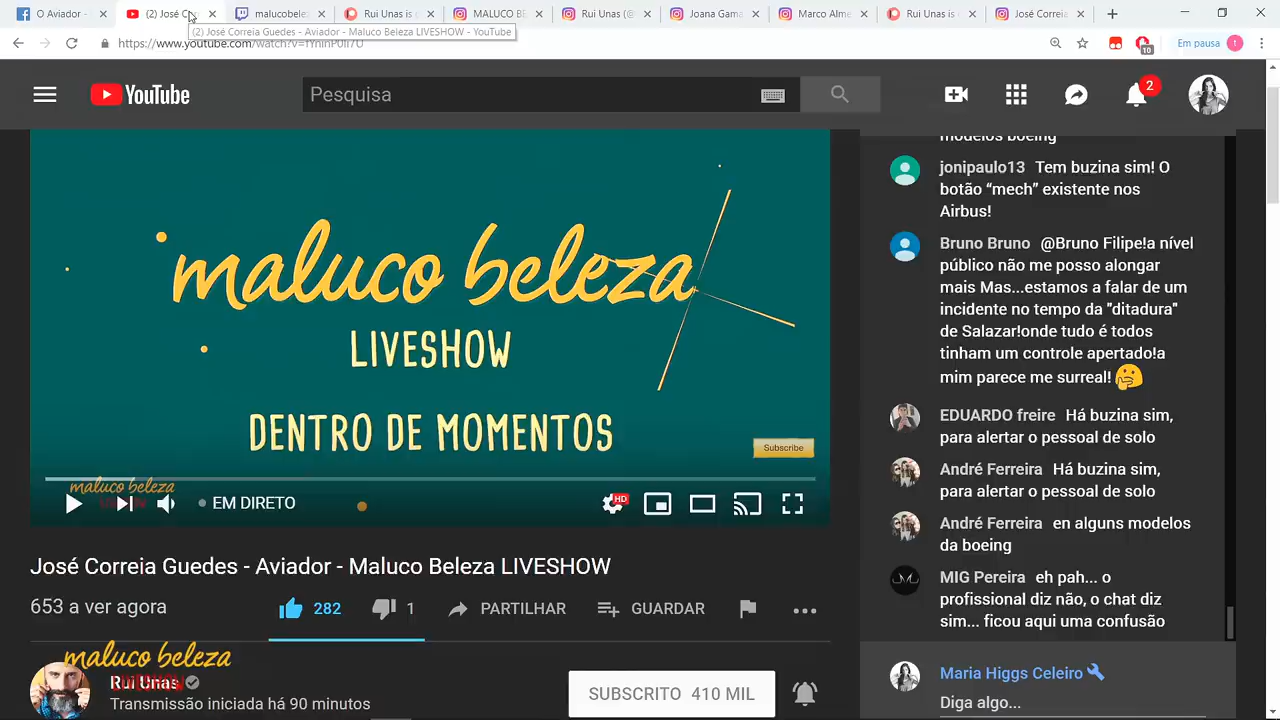 O Aviador -
(2) José Co
malucobele
Rui Unas is c
MALUCO BE
Rui Unas (@
Joana Gama
Marco Gome
Rui Unas is
José Correia
(2) José Correia Guedes - Aviador - Maluco Beleza LIVESHOW - YouTube
https://www.youtube.com/watch?v=
10
Em pausa
t
YouTube
Pesquisa
2
maluco beleza
LIVESHOW
DENTRO DE MOMENTOS
Subscribe
maluco beleza
EM DIRETO
HD
José Correia Guedes - Aviador - Maluco Beleza LIVESHOW
653 a ver agora
282
1
PARTILHAR
GUARDAR
maluco beleza
LIVESHOW
Rui Unas
Transmissão iniciada há 90 minutos
SUBSCRITO 410 MIL
modelos boeing
jonipaulo13 Tem buzina sim! O
botão “mech” existente nos
Airbus!
Bruno Bruno @Bruno Filipe!a nível
público não me posso alongar
mais Mas...estamos a falar de um
incidente no tempo da "ditadura"
de Salazar!onde tudo é todos
tinham um controle apertado!a
mim parece me surreal! 🤔
EDUARDO freire Há buzina sim,
para alertar o pessoal de solo
André Ferreira Há buzina sim,
para alertar o pessoal de solo
André Ferreira en alguns modelos
da boeing
MIG Pereira eh pah... o
profissional diz não, o chat diz
sim... ficou aqui uma confusão
Maria Higgs Celeiro
Diga algo...